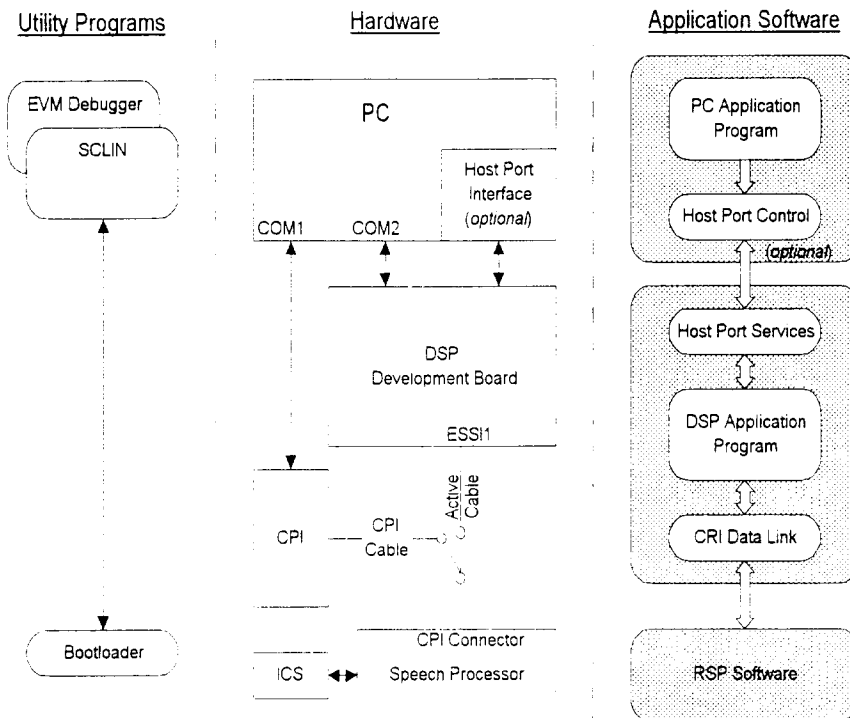 Utility Programs
Hardware
Application Software
EVM Debugger
SCLIN
Bootloader
PC
Host Port
Interface
(optional)
COM1
COM2
DSP
Development Board
ESSI1
Active
Cable
CPI
CPI
Cable
CPI Connector
ICS
Speech Processor
PC Application
Program
Host Port Control
(optional)
Host Port Services
DSP Application
Program
CRI Data Link
RSP Software